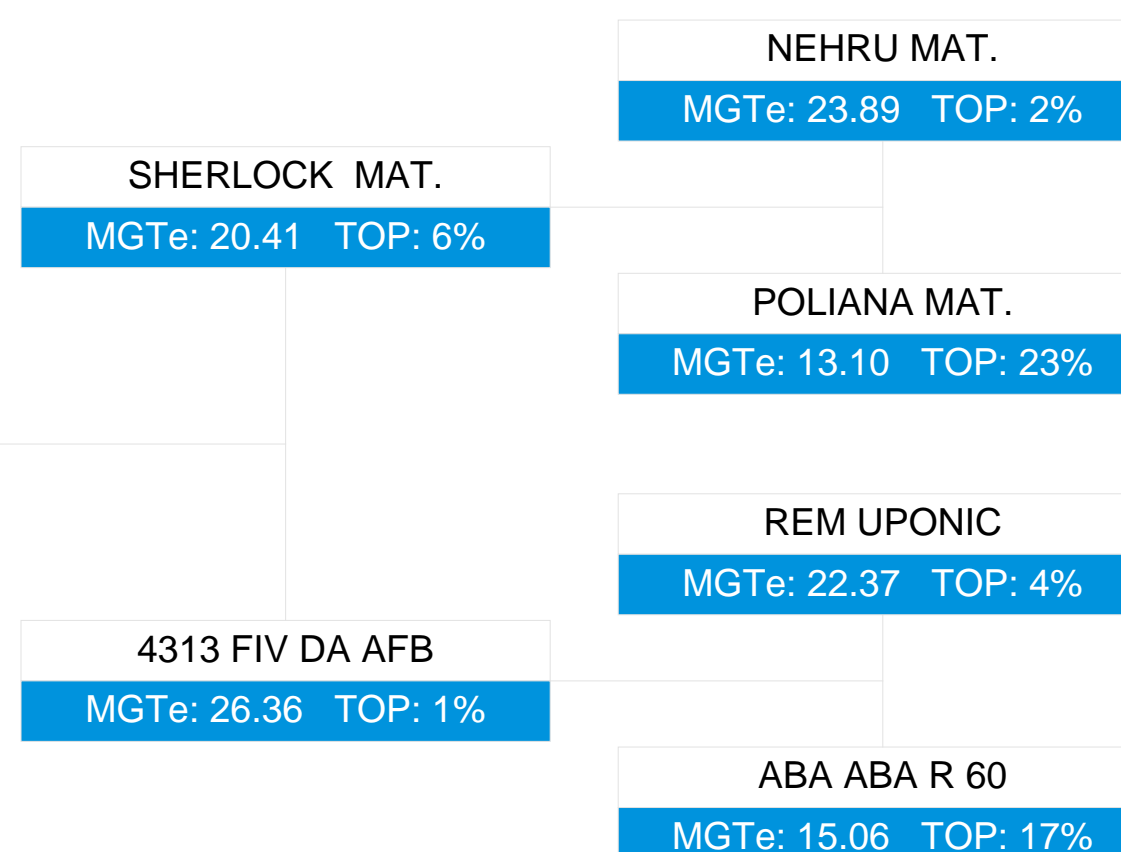 NEHRU MAT.
MGTe: 23.89 TOP: 2%
SHERLOCK MAT.
MGTe: 20.41 TOP: 6%
POLIANA MAT.
MGTe: 13.10 TOP: 23%
REM UPONIC
MGTe: 22.37 TOP: 4%
4313 FIV DA AFB
MGTe: 26.36 TOP: 1%
ABA ABA R 60
MGTe: 15.06 TOP: 17%